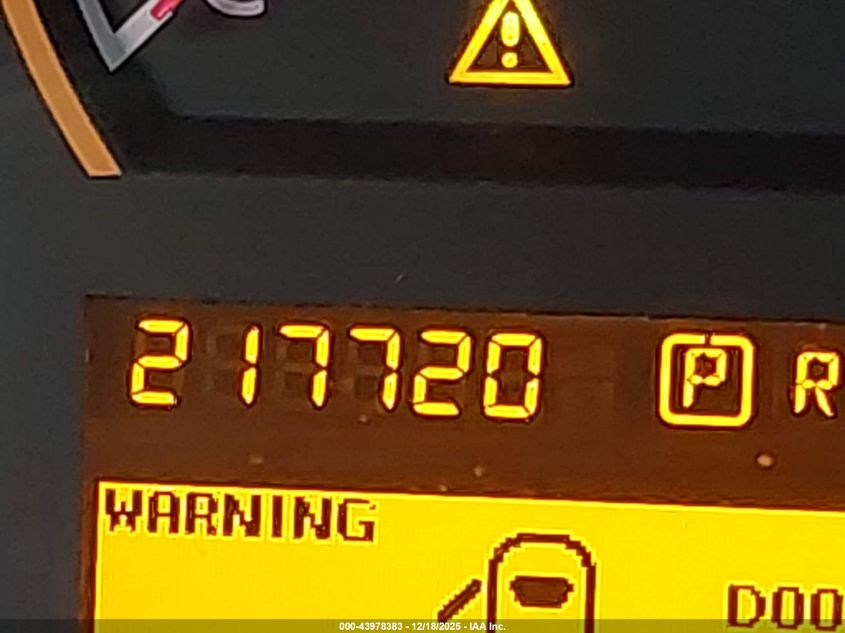 217720 P R
WARNING
DOO
000-43978383 - 12/18/2025 - IAA Inc.